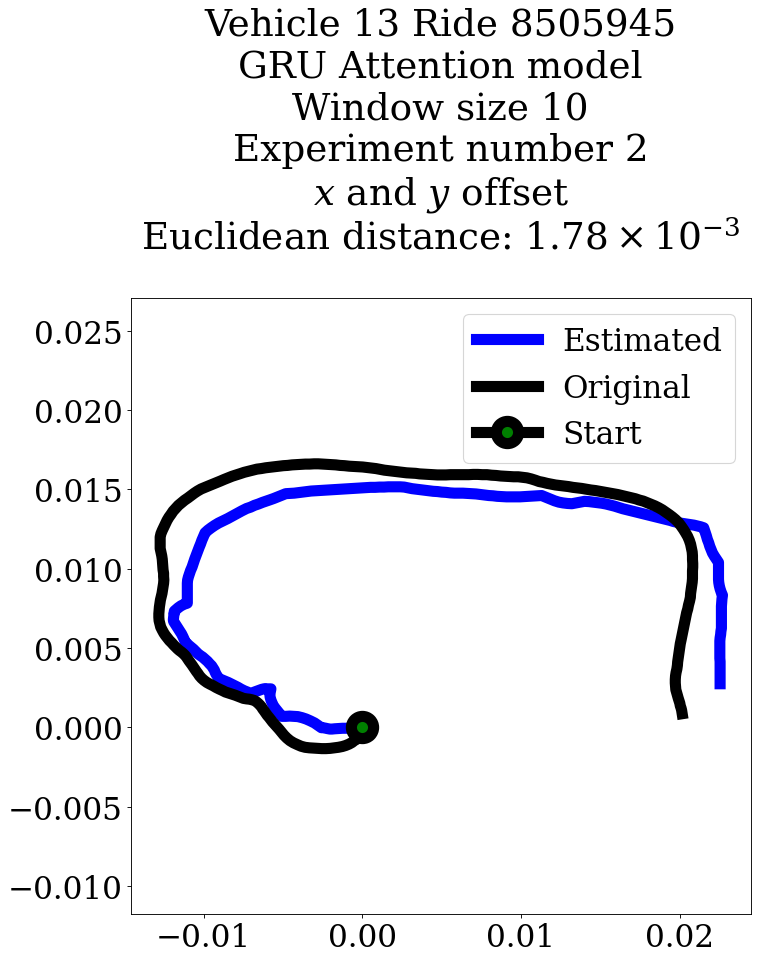 Vehicle 13 Ride 8505945
GRU Attention model
Window size 10
Experiment number 2
x and y offset
Euclidean distance: 1.78 × 10⁻³
Estimated
Original
Start
0.025
0.020
0.015
0.010
0.005
0.000
−0.005
−0.010
−0.01 0.00 0.01 0.02